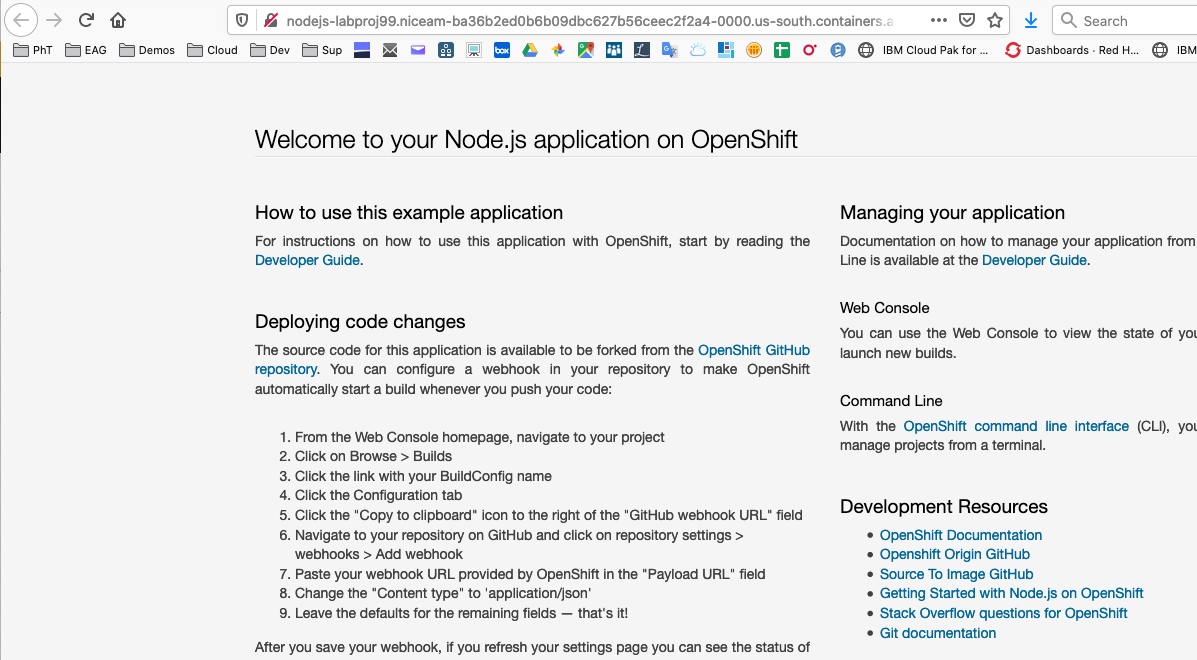 nodejs-labproj99.niceam-ba36b2ed0b6b09dbc627b56ceec2f2a4-0000.us-south.containers.a
Search
PhT
EAG
Demos
Cloud
Dev
Sup
box
IBM Cloud Pak for ...
Dashboards · Red H...
IBM
Welcome to your Node.js application on OpenShift
How to use this example application
For instructions on how to use this application with OpenShift, start by reading the
Developer Guide.
Deploying code changes
The source code for this application is available to be forked from the OpenShift GitHub
repository. You can configure a webhook in your repository to make OpenShift
automatically start a build whenever you push your code:
1. From the Web Console homepage, navigate to your project
2. Click on Browse > Builds
3. Click the link with your BuildConfig name
4. Click the Configuration tab
5. Click the "Copy to clipboard" icon to the right of the "GitHub webhook URL" field
6. Navigate to your repository on GitHub and click on repository settings >
webhooks > Add webhook
7. Paste your webhook URL provided by OpenShift in the "Payload URL" field
8. Change the "Content type" to 'application/json'
9. Leave the defaults for the remaining fields — that's it!
After you save your webhook, if you refresh your settings page you can see the status of
Managing your application
Documentation on how to manage your application from
Line is available at the Developer Guide.
Web Console
You can use the Web Console to view the state of you
launch new builds.
Command Line
With the OpenShift command line interface (CLI), you
manage projects from a terminal.
Development Resources
OpenShift Documentation
Openshift Origin GitHub
Source To Image GitHub
Getting Started with Node.js on OpenShift
Stack Overflow questions for OpenShift
Git documentation